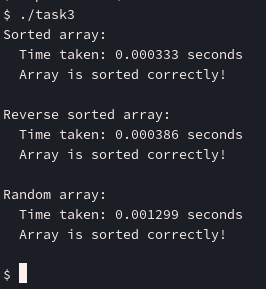 $ ./task3
Sorted array:
  Time taken: 0.000333 seconds
  Array is sorted correctly!

Reverse sorted array:
  Time taken: 0.000386 seconds
  Array is sorted correctly!

Random array:
  Time taken: 0.001299 seconds
  Array is sorted correctly!

$